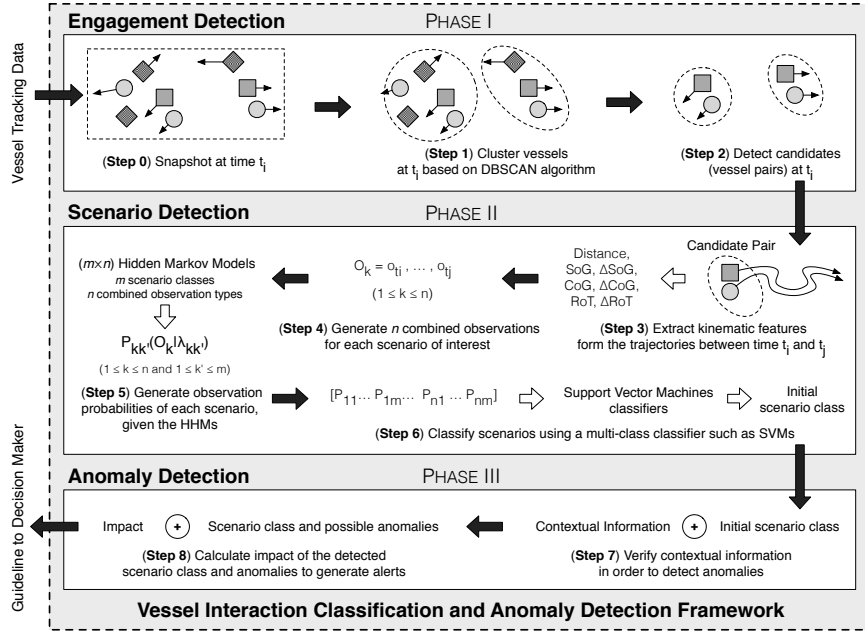 Engagement Detection PHASE I
Vessel Tracking Data
(Step 0) Snapshot at time ti
(Step 1) Cluster vessels
at ti based on DBSCAN algorithm
(Step 2) Detect candidates
(vessel pairs) at ti
Scenario Detection PHASE II
Candidate Pair
Distance,
SoG, ΔSoG,
CoG, ΔCoG,
RoT, ΔRoT
(Step 3) Extract kinematic features
form the trajectories between time ti and tj
Ok = oti , ... , otj
(1 ≤ k ≤ n)
(Step 4) Generate n combined observations
for each scenario of interest
(m×n) Hidden Markov Models
m scenario classes
n combined observation types
Pkk'(Ok|λkk')
(1 ≤ k ≤ n and 1 ≤ k' ≤ m)
(Step 5) Generate observation
probabilities of each scenario,
given the HHMs
[P11... P1m... Pn1 ... Pnm]
Support Vector Machines
classifiers
Initial
scenario class
(Step 6) Classify scenarios using a multi-class classifier such as SVMs
Anomaly Detection PHASE III
Guideline to Decision Maker
Impact + Scenario class and possible anomalies
Contextual Information + Initial scenario class
(Step 8) Calculate impact of the detected
scenario class and anomalies to generate alerts
(Step 7) Verify contextual information
in order to detect anomalies
Vessel Interaction Classification and Anomaly Detection Framework